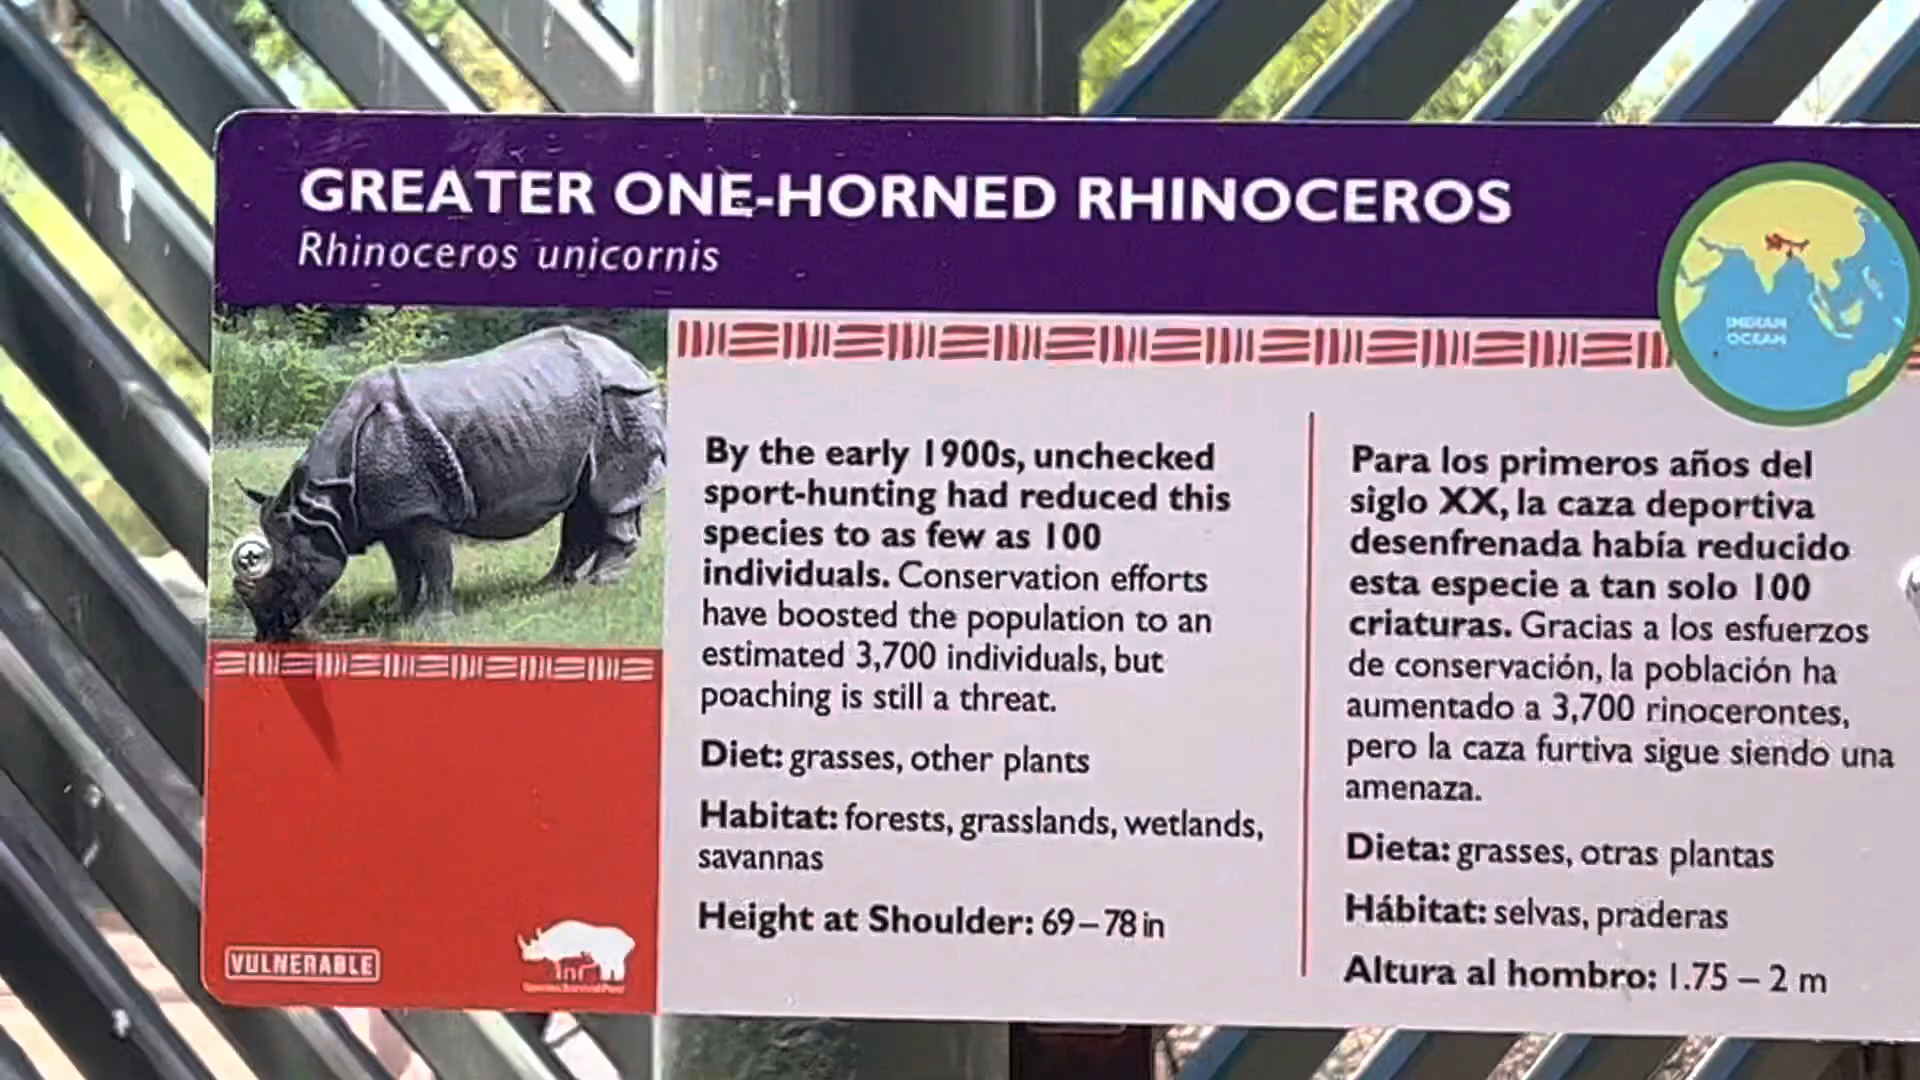 GREATER ONE-HORNED RHINOCEROS
Rhinoceros unicornis
INDIAN
OCEAN
By the early 1900s, unchecked
sport-hunting had reduced this
species to as few as 100
individuals. Conservation efforts
have boosted the population to an
estimated 3,700 individuals, but
poaching is still a threat.
Diet: grasses, other plants
Habitat: forests, grasslands, wetlands,
savannas
Height at Shoulder: 69–78 in
Para los primeros años del
siglo XX, la caza deportiva
desenfrenada había reducido
esta especie a tan solo 100
criaturas. Gracias a los esfuerzos
de conservación, la población ha
aumentado a 3,700 rinocerontes,
pero la caza furtiva sigue siendo una
amenaza.
Dieta: grasses, otras plantas
Hábitat: selvas, praderas
Altura al hombro: 1.75 – 2 m
VULNERABLE